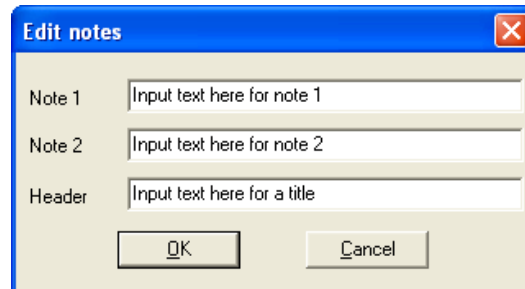 Edit notes
Note 1 Input text here for note 1
Note 2 Input text here for note 2
Header Input text here for a title
OK Cancel